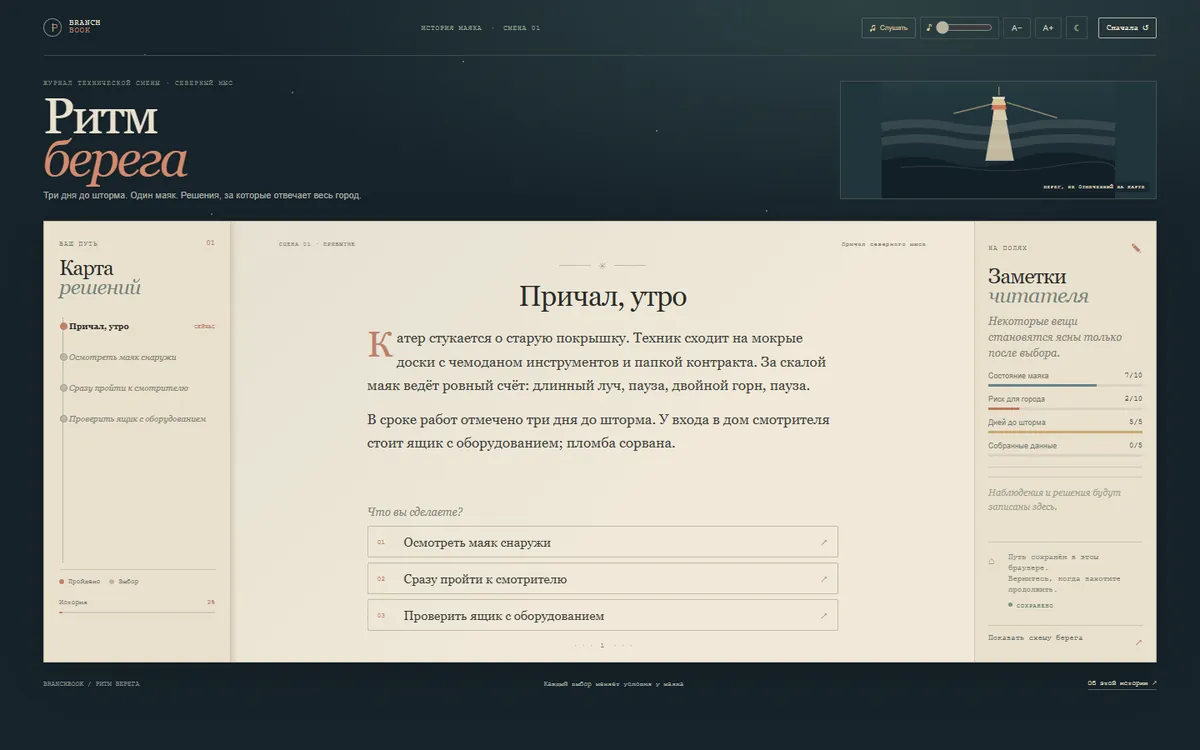 Р
BRANCH
BOOK
ИСТОРИЯ МАЯКА · СЦЕНА 01
♫ Слушать
♪
A−
A+
☾
Сначала ↺
ЖУРНАЛ ТЕХНИЧЕСКОЙ СМЕНЫ · СЕВЕРНЫЙ МЫС
Ритм
берега
Три дня до шторма. Один маяк. Решения, за которые отвечает весь город.
БЕРЕГ, НЕ ОТМЕЧЕННЫЙ НА КАРТЕ
ВАШ ПУТЬ
01
Карта
решений
Причал, утро
СЕЙЧАС
Осмотреть маяк снаружи
Сразу пройти к смотрителю
Проверить ящик с оборудованием
Пройдено
Выбор
История
2%
СЦЕНА 01 · ПРИБЫТИЕ
Причал северного мыса
Причал, утро
Катер стукается о старую покрышку. Техник сходит на мокрые
доски с чемоданом инструментов и папкой контракта. За скалой
маяк ведёт ровный счёт: длинный луч, пауза, двойной горн, пауза.
В сроке работ отмечено три дня до шторма. У входа в дом смотрителя
стоит ящик с оборудованием; пломба сорвана.
Что вы сделаете?
01 Осмотреть маяк снаружи ↗
02 Сразу пройти к смотрителю ↗
03 Проверить ящик с оборудованием ↗
· · · 1 · · ·
НА ПОЛЯХ
Заметки
читателя
Некоторые вещи
становятся ясны только
после выбора.
Состояние маяка 7/10
Риск для города 2/10
Дней до шторма 5/5
Собранные данные 0/5
Наблюдения и решения будут
записаны здесь.
Путь сохранён в этом
браузере.
Вернитесь, когда захотите
продолжить.
СОХРАНЕНО
Показать схему берега ↗
BRANCHBOOK / РИТМ БЕРЕГА
Каждый выбор меняет условия у маяка
Об этой истории ↗